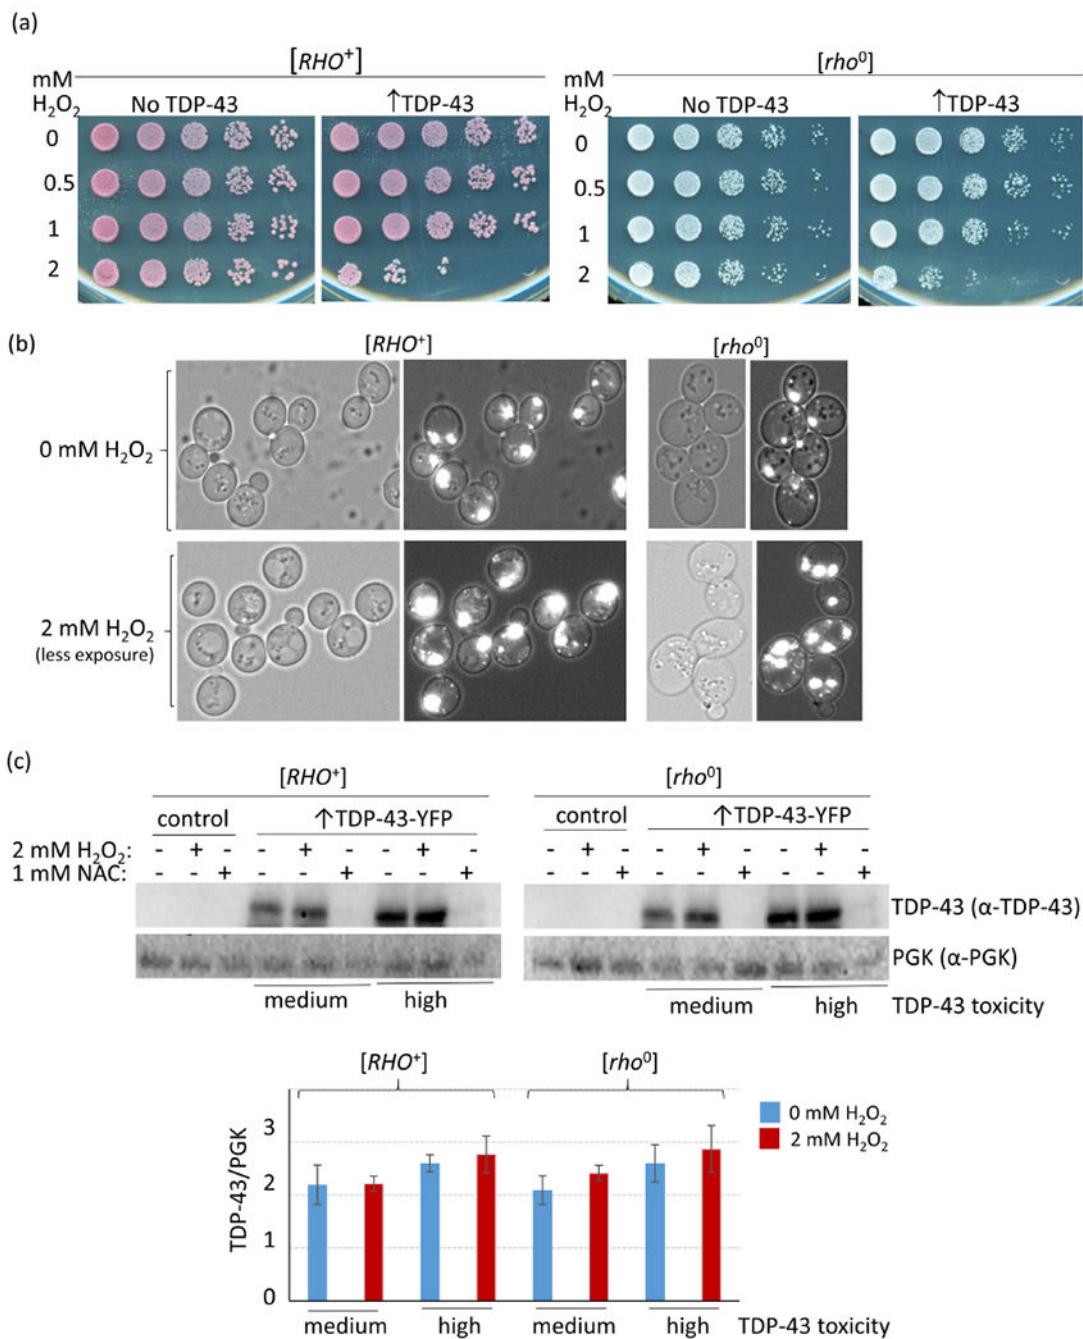 (a)
[RHO⁺]
[rho⁰]
mM
H₂O₂
No TDP-43
↑TDP-43
mM
H₂O₂
No TDP-43
↑TDP-43
0
0.5
1
2
0
0.5
1
2
(b)
[RHO⁺]
[rho⁰]
0 mM H₂O₂
2 mM H₂O₂
(less exposure)
(c)
[RHO⁺]
[rho⁰]
control
↑TDP-43-YFP
control
↑TDP-43-YFP
2 mM H₂O₂: - + - - + - - + - - + - - + - - + -
1 mM NAC: - - + - - + - - + - - + - - + - - +
TDP-43 (α-TDP-43)
PGK (α-PGK)
medium high medium high TDP-43 toxicity
[RHO⁺]
[rho⁰]
TDP-43/PGK
3
2
1
0
0 mM H₂O₂
2 mM H₂O₂
medium high medium high TDP-43 toxicity